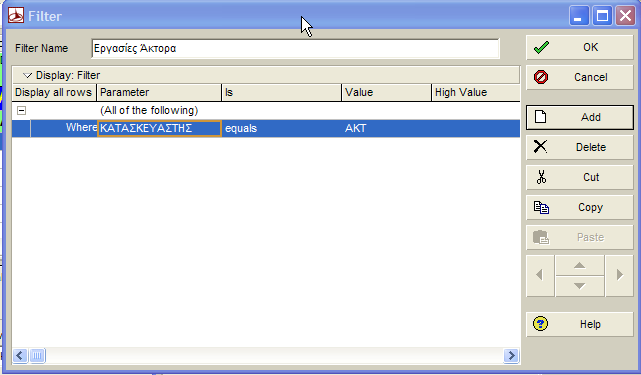 Filter
Filter Name Εργασίες Άκτορα
Display: Filter
Display all rows Parameter Is Value High Value
(All of the following)
Where ΚΑΤΑΣΚΕΥΑΣΤΗΣ equals ΑΚΤ
OK
Cancel
Add
Delete
Cut
Copy
Paste
Help